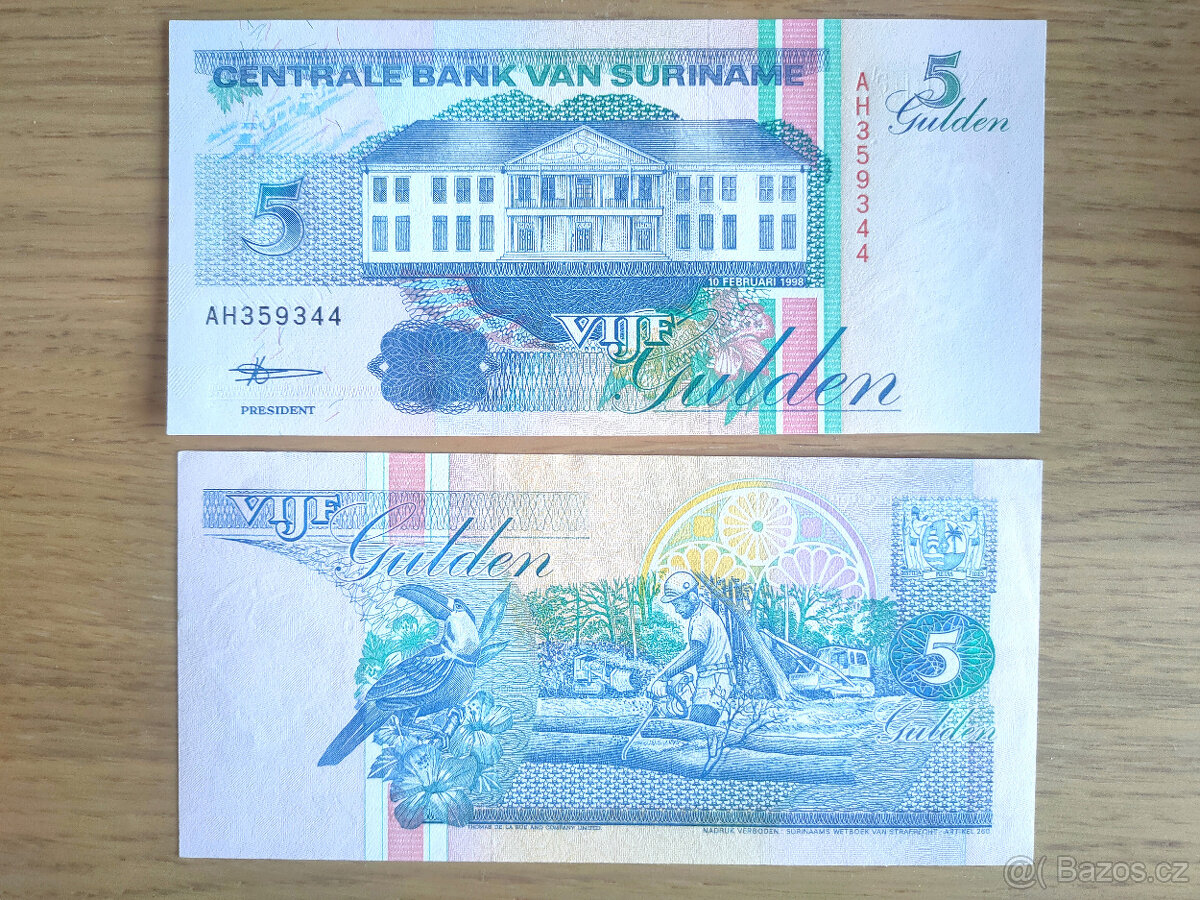 CENTRALE BANK VAN SURINAME
5
Gulden
AH359344
5
10 FEBRUARI 1998
AH359344
VIJF
Gulden
PRESIDENT
VIJF
Gulden
5
Gulden
THOMAS DE LA RUE AND COMPANY LIMITED.
NADRUK VERBODEN : SURINAAMS WETBOEK VAN STRAFRECHT - ARTIKEL 260
@( Bazos.cz